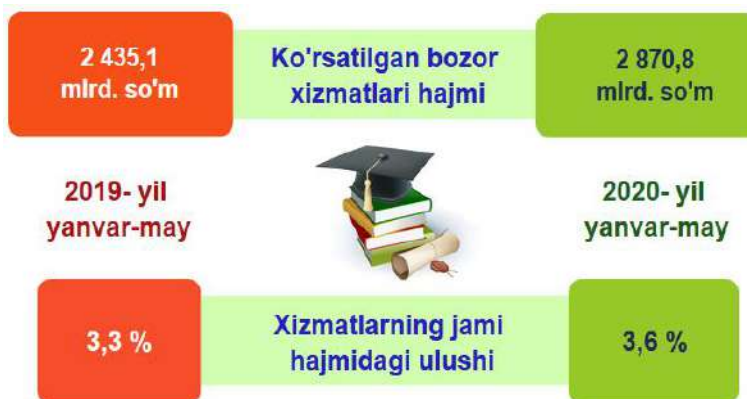 2 435,1
mlrd. so'm
Ko'rsatilgan bozor
xizmatlari hajmi
2 870,8
mlrd. so'm
2019- yil
yanvar-may
2020- yil
yanvar-may
3,3 %
Xizmatlarning jami
hajmidagi ulushi
3,6 %